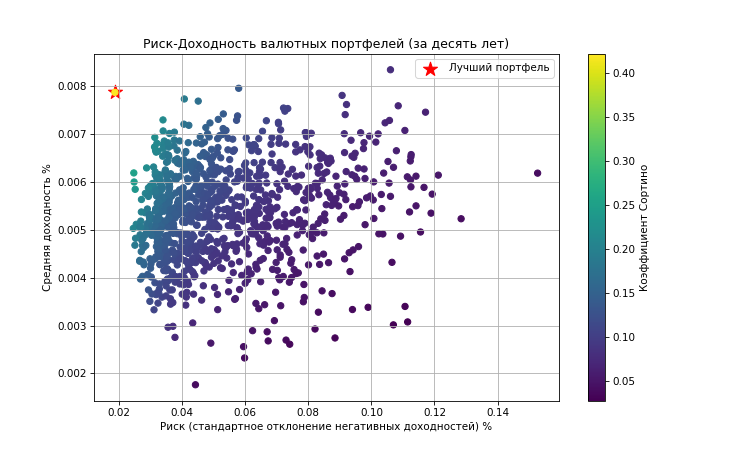 Риск-Доходность валютных портфелей (за десять лет)
Лучший портфель
Средняя доходность %
0.008
0.007
0.006
0.005
0.004
0.003
0.002
0.02 0.04 0.06 0.08 0.10 0.12 0.14
Риск (стандартное отклонение негативных доходностей) %
0.40
0.35
0.30
0.25
0.20
0.15
0.10
0.05
Коэффициент Сортино